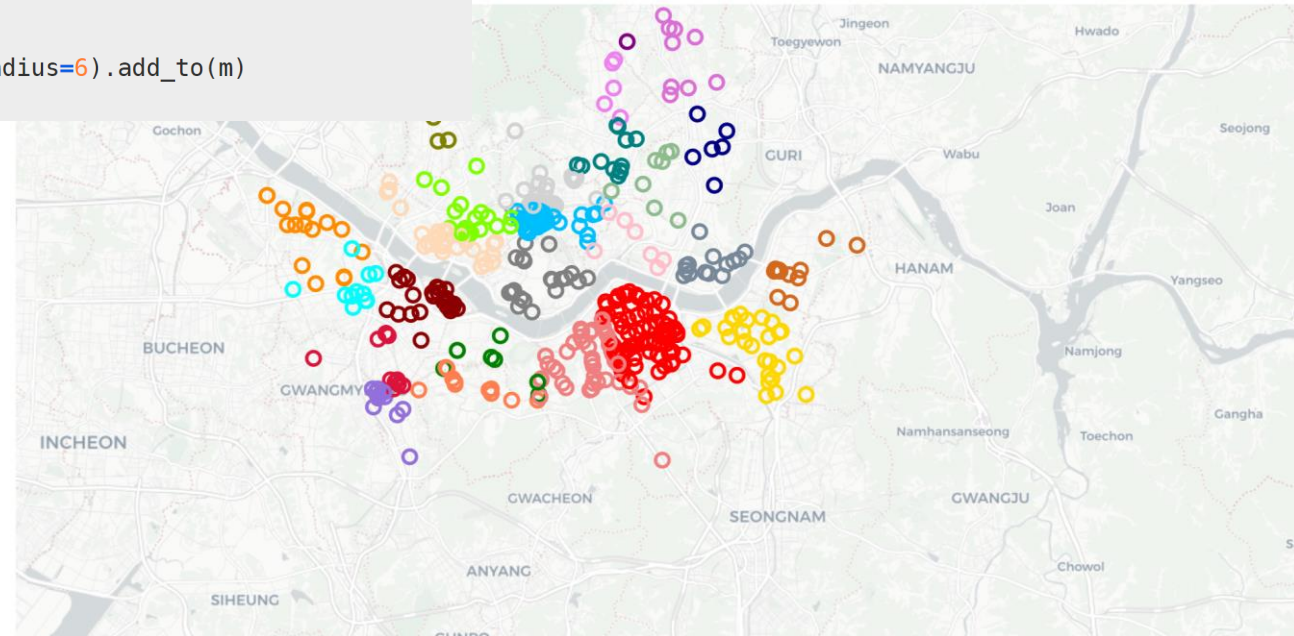 dius=6).add_to(m)
Jingeon
Hwado
Toegyewon
NAMYANGJU
Gochon
Seojong
GURI
Wabu
Joan
HANAM
Yangseo
BUCHEON
Namjong
GWANGMY
Gangha
INCHEON
Namhansanseong
Toechon
GWACHEON
GWANGJU
SEONGNAM
ANYANG
Chowol
SIHEUNG